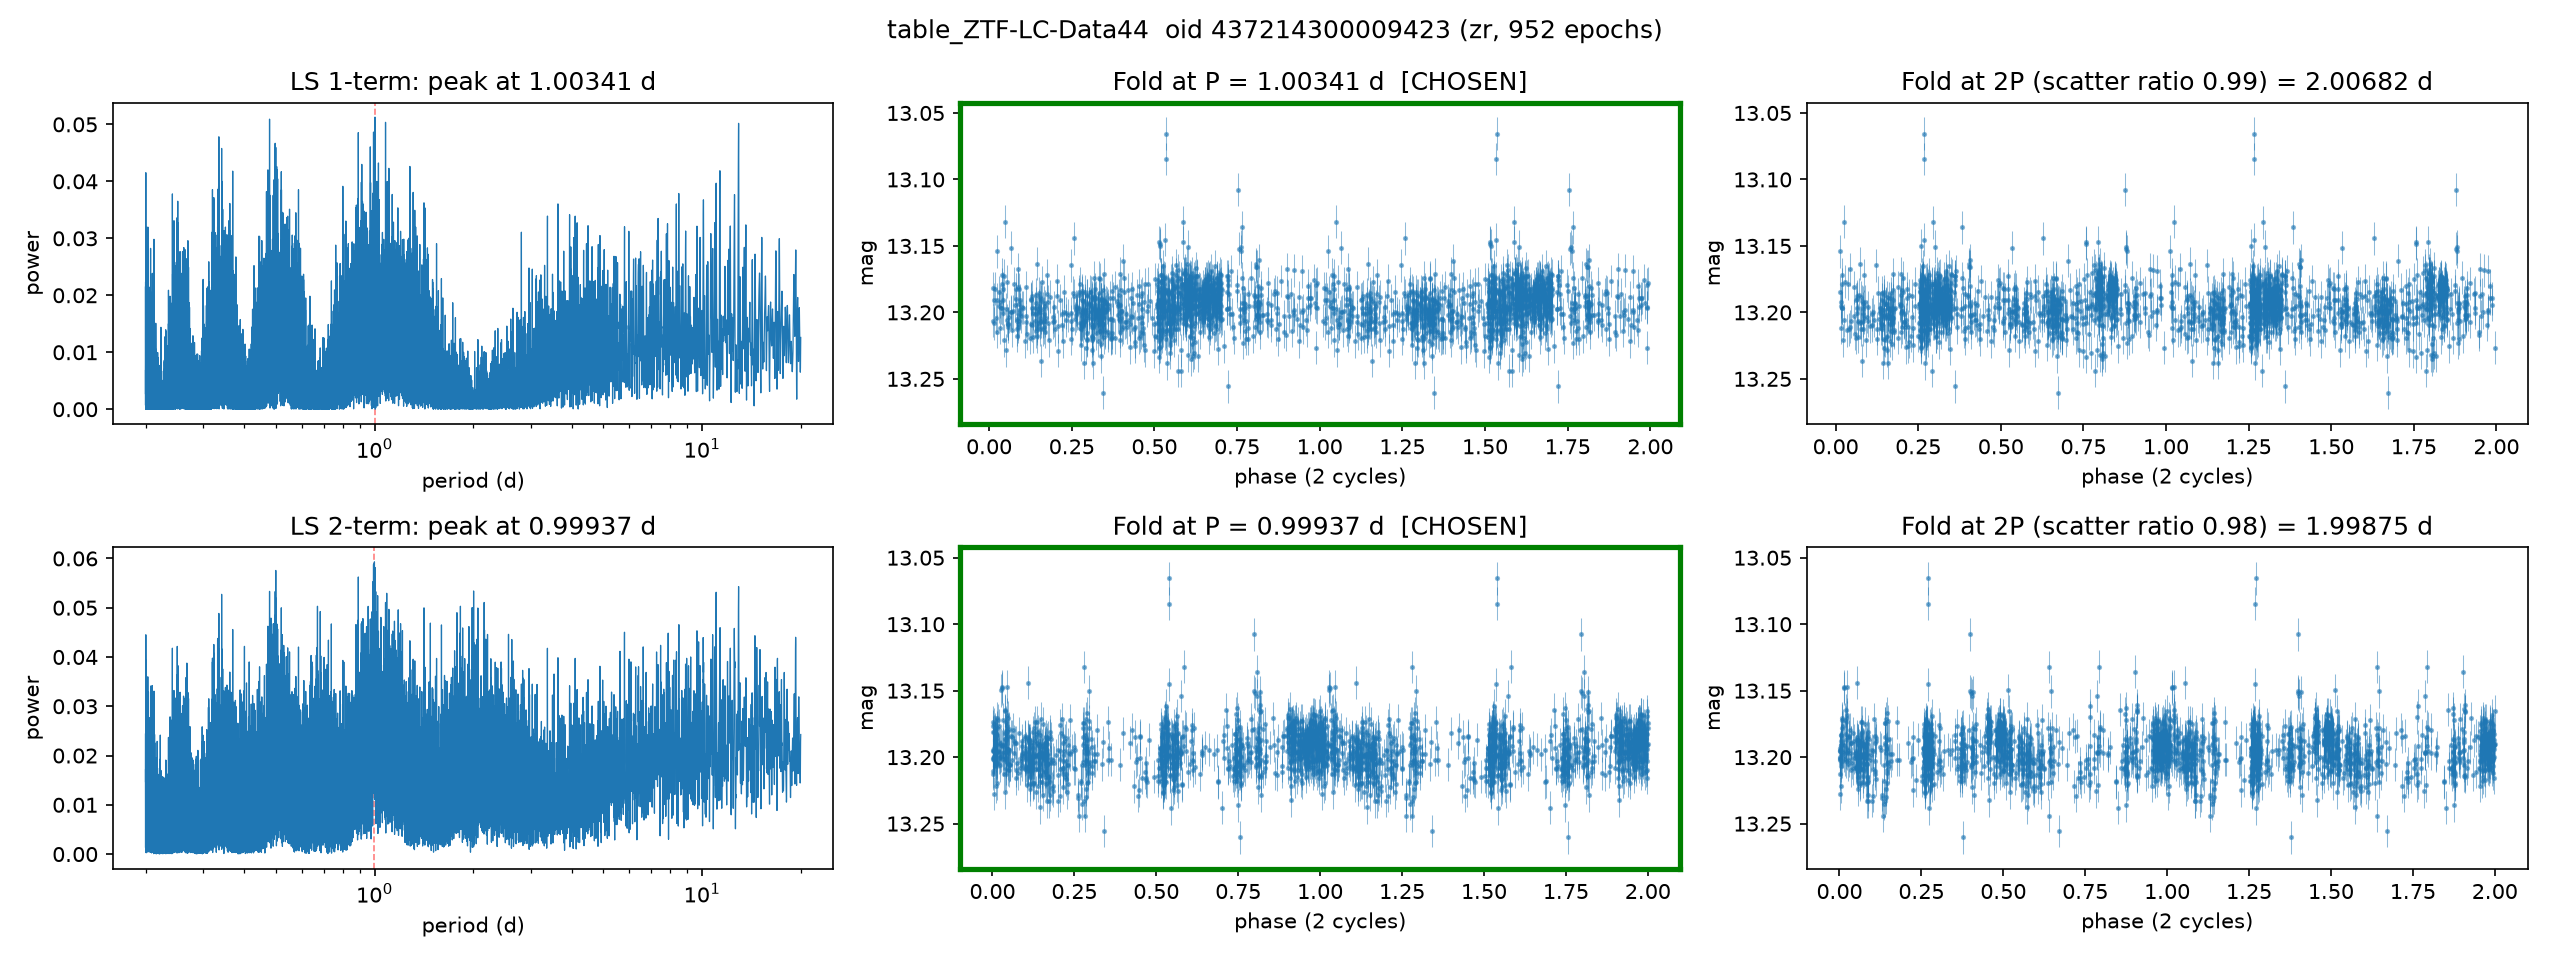 table_ZTF-LC-Data44  oid 437214300009423 (zr, 952 epochs)
LS 1-term: peak at 1.00341 d
power
0.05
0.04
0.03
0.02
0.01
0.00
10⁰
10¹
period (d)
Fold at P = 1.00341 d  [CHOSEN]
mag
13.05
13.10
13.15
13.20
13.25
0.00 0.25 0.50 0.75 1.00 1.25 1.50 1.75 2.00
phase (2 cycles)
Fold at 2P (scatter ratio 0.99) = 2.00682 d
mag
13.05
13.10
13.15
13.20
13.25
0.00 0.25 0.50 0.75 1.00 1.25 1.50 1.75 2.00
phase (2 cycles)
LS 2-term: peak at 0.99937 d
power
0.06
0.05
0.04
0.03
0.02
0.01
0.00
10⁰
10¹
period (d)
Fold at P = 0.99937 d  [CHOSEN]
mag
13.05
13.10
13.15
13.20
13.25
0.00 0.25 0.50 0.75 1.00 1.25 1.50 1.75 2.00
phase (2 cycles)
Fold at 2P (scatter ratio 0.98) = 1.99875 d
mag
13.05
13.10
13.15
13.20
13.25
0.00 0.25 0.50 0.75 1.00 1.25 1.50 1.75 2.00
phase (2 cycles)